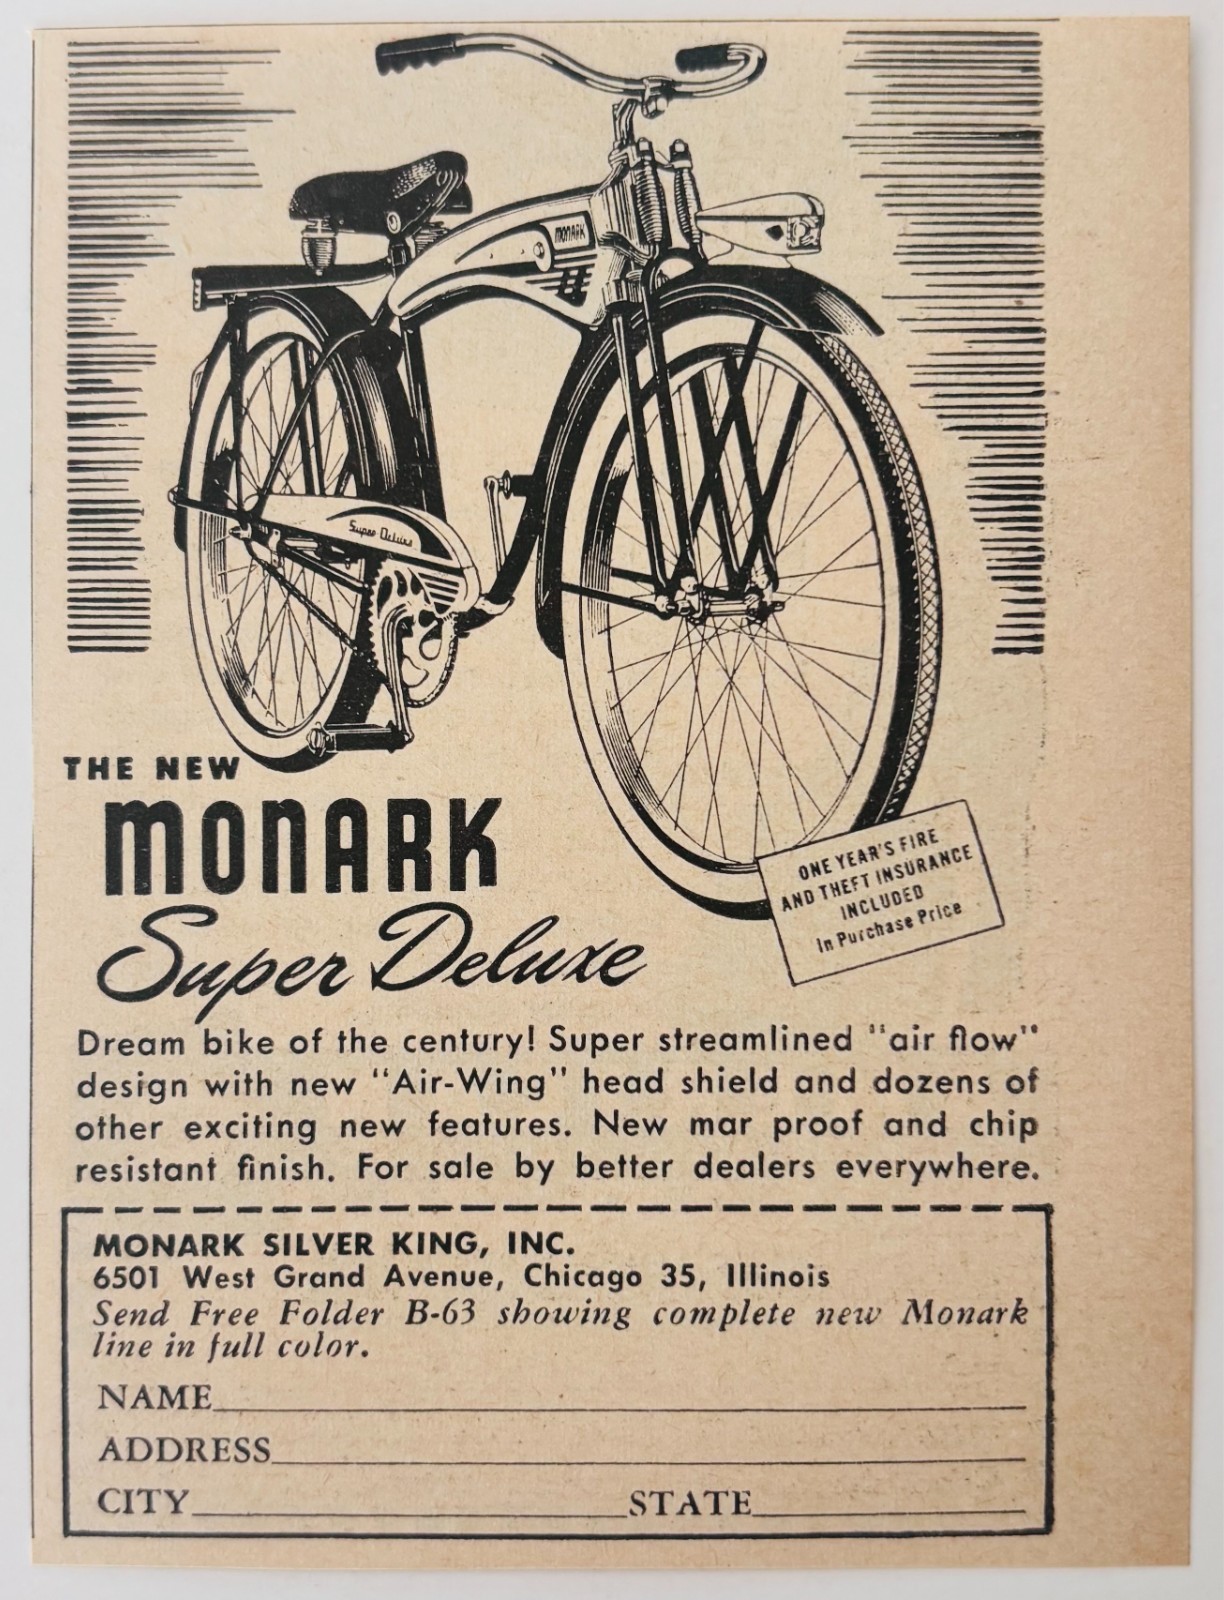 MONARK
Super Deluxe
THE NEW
MONARK
Super Deluxe
ONE YEAR'S FIRE
AND THEFT INSURANCE
INCLUDED
In Purchase Price
Dream bike of the century! Super streamlined "air flow"
design with new "Air-Wing" head shield and dozens of
other exciting new features. New mar proof and chip
resistant finish. For sale by better dealers everywhere.
MONARK SILVER KING, INC.
6501 West Grand Avenue, Chicago 35, Illinois
Send Free Folder B-63 showing complete new Monark
line in full color.
NAME
ADDRESS
CITY STATE